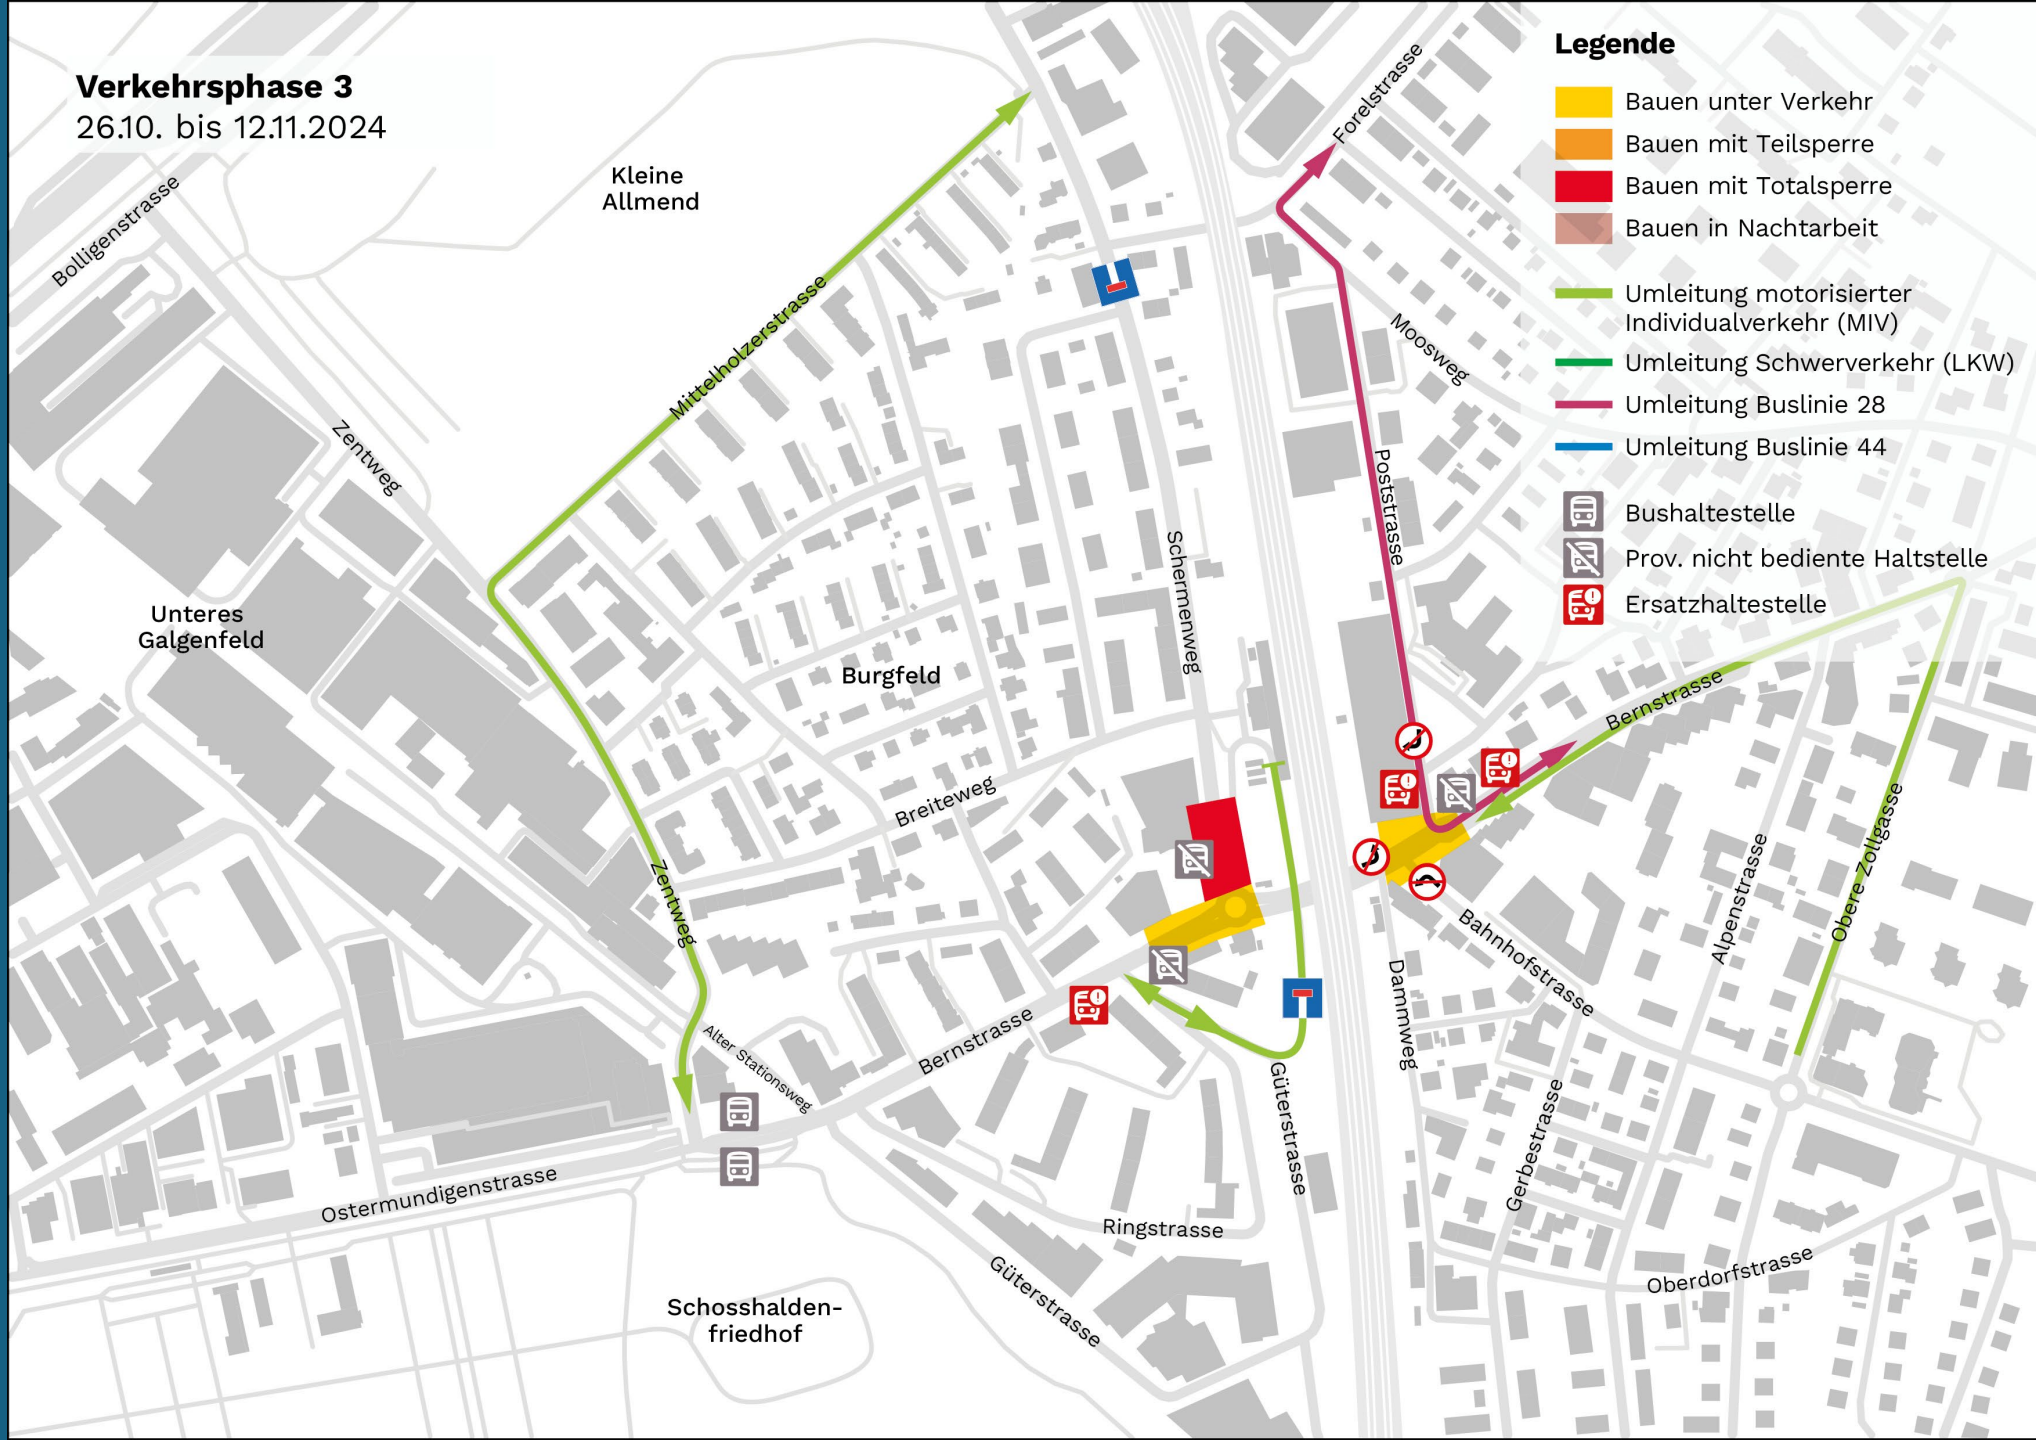 Verkehrsphase 3
26.10. bis 12.11.2024
Legende
Bauen unter Verkehr
Bauen mit Teilsperre
Bauen mit Totalsperre
Bauen in Nachtarbeit
Umleitung motorisierter
Individualverkehr (MIV)
Umleitung Schwerverkehr (LKW)
Umleitung Buslinie 28
Umleitung Buslinie 44
Bushaltestelle
Prov. nicht bediente Haltstelle
Ersatzhaltestelle
Bolligenstrasse
Kleine
Allmend
Forelstrasse
Mittelholzerstrasse
Moosweg
Zentweg
Poststrasse
Schermenweg
Unteres
Galgenfeld
Burgfeld
Bernstrasse
Breiteweg
Zentweg
Alpenstrasse
Obere Zollgasse
Bahnhofstrasse
Dammweg
Bernstrasse
Alter Stationsweg
Güterstrasse
Gerbestrasse
Ostermundigenstrasse
Ringstrasse
Güterstrasse
Oberdorfstrasse
Schosshalden-
friedhof